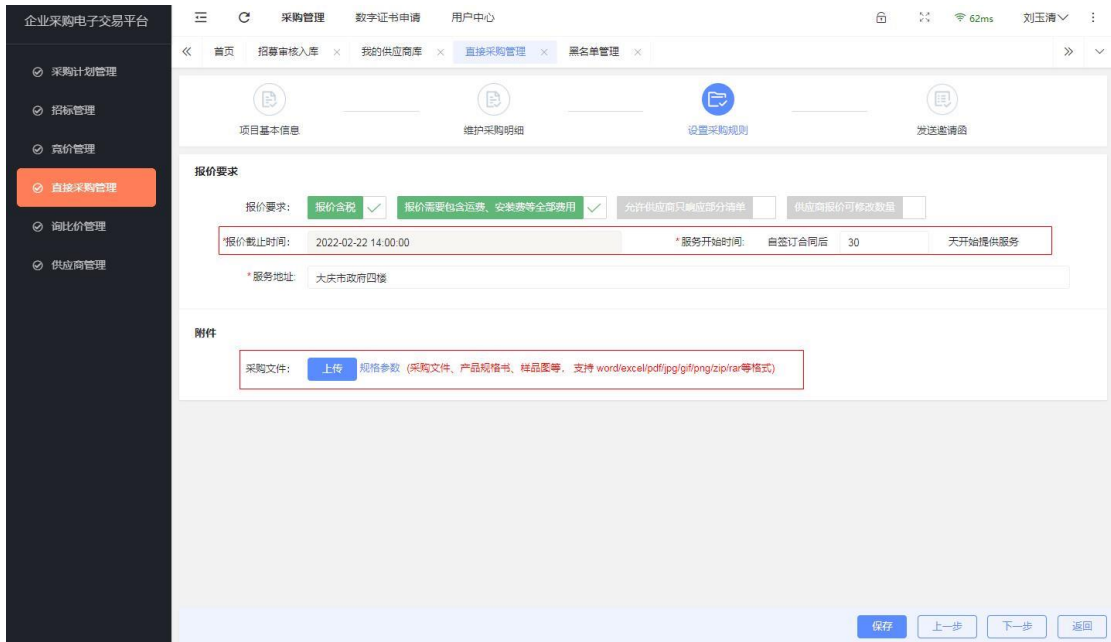 企业采购电子交易平台
采购管理 数字证书申请 用户中心 62ms 刘玉清
首页 招募审核入库 我的供应商库 直接采购管理 黑名单管理
采购计划管理
招标管理
竞价管理
直接采购管理
询比价管理
供应商管理
项目基本信息 维护采购明细 设置采购规则 发送邀请函
报价要求
报价要求: 报价含税 报价需要包含运费、安装费等全部费用 允许供应商只响应部分清单 供应商报价可修改数量
*报价截止时间: 2022-02-22 14:00:00 *服务开始时间: 自签订合同后 30 天开始提供服务
*服务地址: 大庆市政府四楼
附件
采购文件: 上传 规格参数 (采购文件、产品规格书、样品图等, 支持 word/excel/pdf/jpg/gif/png/zip/rar等格式)
保存 上一步 下一步 返回